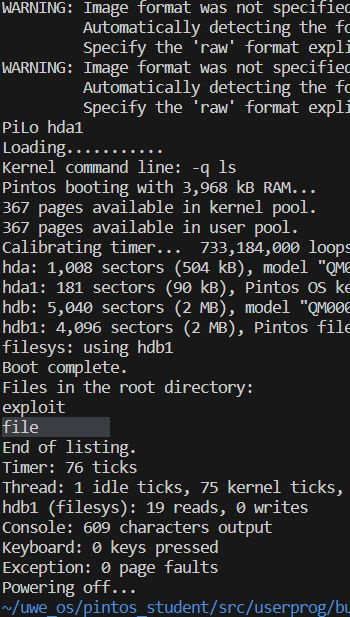 WARNING: Image format was not specified
Automatically detecting the fo
Specify the 'raw' format expli
WARNING: Image format was not specified
Automatically detecting the fo
Specify the 'raw' format expli
PiLo hda1
Loading...........
Kernel command line: -q ls
Pintos booting with 3,968 kB RAM...
367 pages available in kernel pool.
367 pages available in user pool.
Calibrating timer...  733,184,000 loops
hda: 1,008 sectors (504 kB), model "QM00
hda1: 181 sectors (90 kB), Pintos OS ke
hdb: 5,040 sectors (2 MB), model "QM000
hdb1: 4,096 sectors (2 MB), Pintos file
filesys: using hdb1
Boot complete.
Files in the root directory:
exploit
file
End of listing.
Timer: 76 ticks
Thread: 1 idle ticks, 75 kernel ticks,
hdb1 (filesys): 19 reads, 0 writes
Console: 609 characters output
Keyboard: 0 keys pressed
Exception: 0 page faults
Powering off...
~/uwe_os/pintos_student/src/userprog/bu